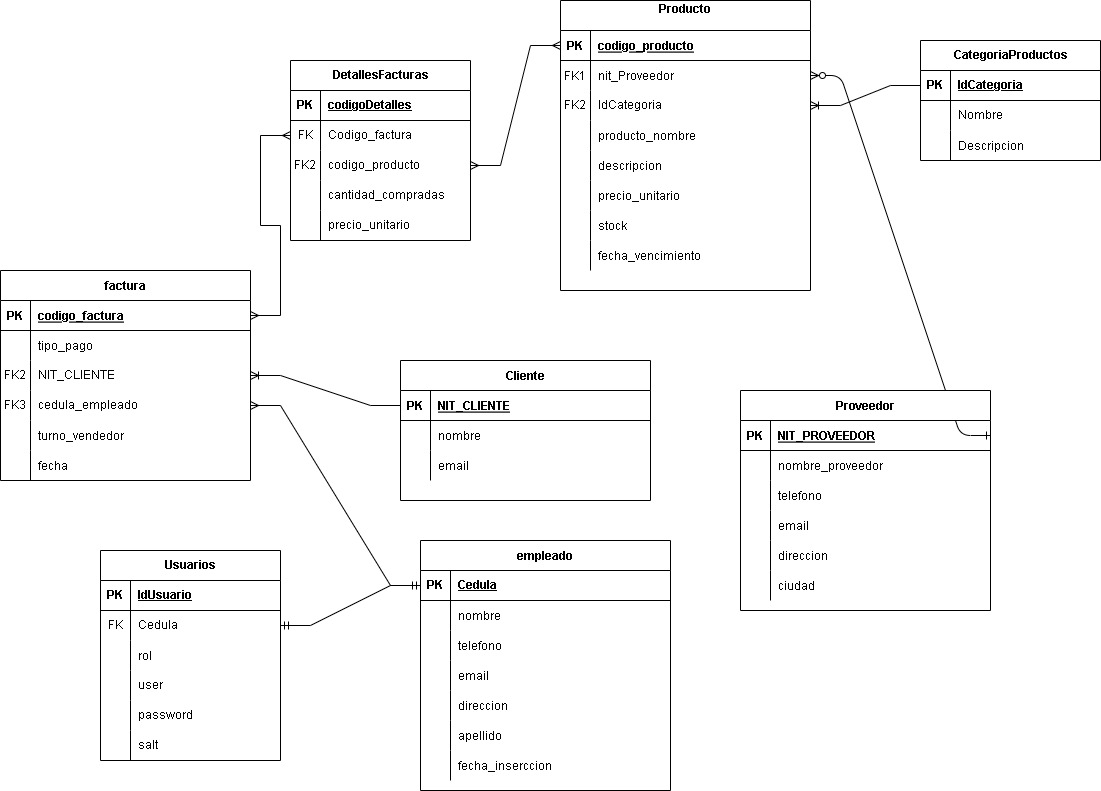 Producto
PK codigo_producto
FK1 nit_Proveedor
FK2 IdCategoria
producto_nombre
descripcion
precio_unitario
stock
fecha_vencimiento
CategoriaProductos
PK IdCategoria
Nombre
Descripcion
DetallesFacturas
PK codigoDetalles
FK Codigo_factura
FK2 codigo_producto
cantidad_compradas
precio_unitario
factura
PK codigo_factura
tipo_pago
FK2 NIT_CLIENTE
FK3 cedula_empleado
turno_vendedor
fecha
Cliente
PK NIT_CLIENTE
nombre
email
Proveedor
PK NIT_PROVEEDOR
nombre_proveedor
telefono
email
direccion
ciudad
Usuarios
PK IdUsuario
FK Cedula
rol
user
password
salt
empleado
PK Cedula
nombre
telefono
email
direccion
apellido
fecha_inserccion